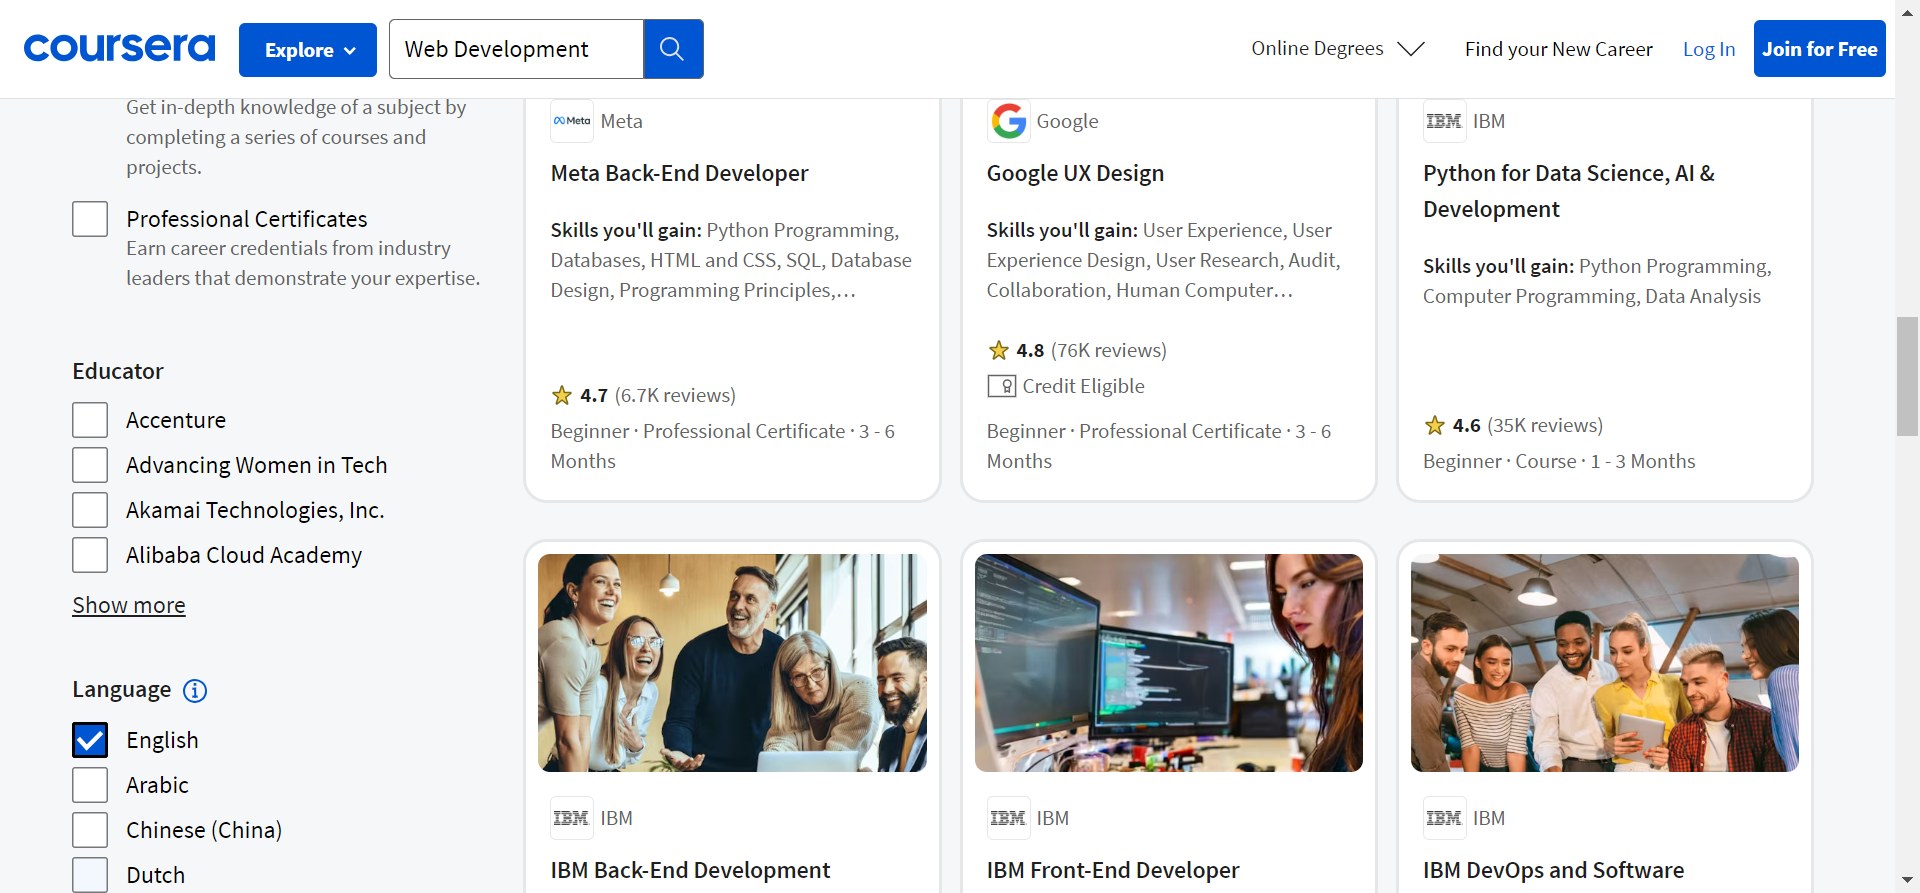 coursera
Explore
Web Development
Online Degrees
Find your New Career
Log In
Join for Free
Get in-depth knowledge of a subject by
completing a series of courses and
projects.
Professional Certificates
Earn career credentials from industry
leaders that demonstrate your expertise.
Educator
Accenture
Advancing Women in Tech
Akamai Technologies, Inc.
Alibaba Cloud Academy
Show more
Language
English
Arabic
Chinese (China)
Dutch
Meta Meta
Meta Back-End Developer
Skills you'll gain: Python Programming,
Databases, HTML and CSS, SQL, Database
Design, Programming Principles,…
4.7 (6.7K reviews)
Beginner · Professional Certificate · 3 - 6
Months
G Google
Google UX Design
Skills you'll gain: User Experience, User
Experience Design, User Research, Audit,
Collaboration, Human Computer…
4.8 (76K reviews)
Credit Eligible
Beginner · Professional Certificate · 3 - 6
Months
IBM IBM
Python for Data Science, AI &
Development
Skills you'll gain: Python Programming,
Computer Programming, Data Analysis
4.6 (35K reviews)
Beginner · Course · 1 - 3 Months
IBM IBM
IBM Back-End Development
IBM IBM
IBM Front-End Developer
IBM IBM
IBM DevOps and Software